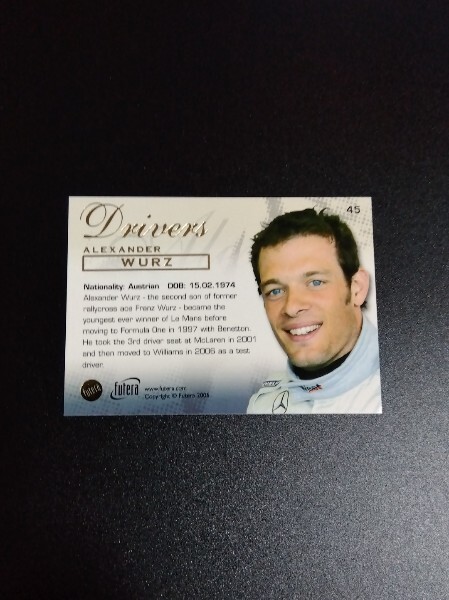 Drivers
45
ALEXANDER
WURZ
Nationality: Austrian DOB: 15.02.1974
Alexander Wurz - the second son of former
rallycross ace Franz Wurz - became the
youngest ever winner of Le Mans before
moving to Formula One in 1997 with Benetton.
He took the 3rd driver seat at McLaren in 2001
and then moved to Williams in 2006 as a test
driver.
futera
futera
www.futera.com
Copyright © Futera 2006